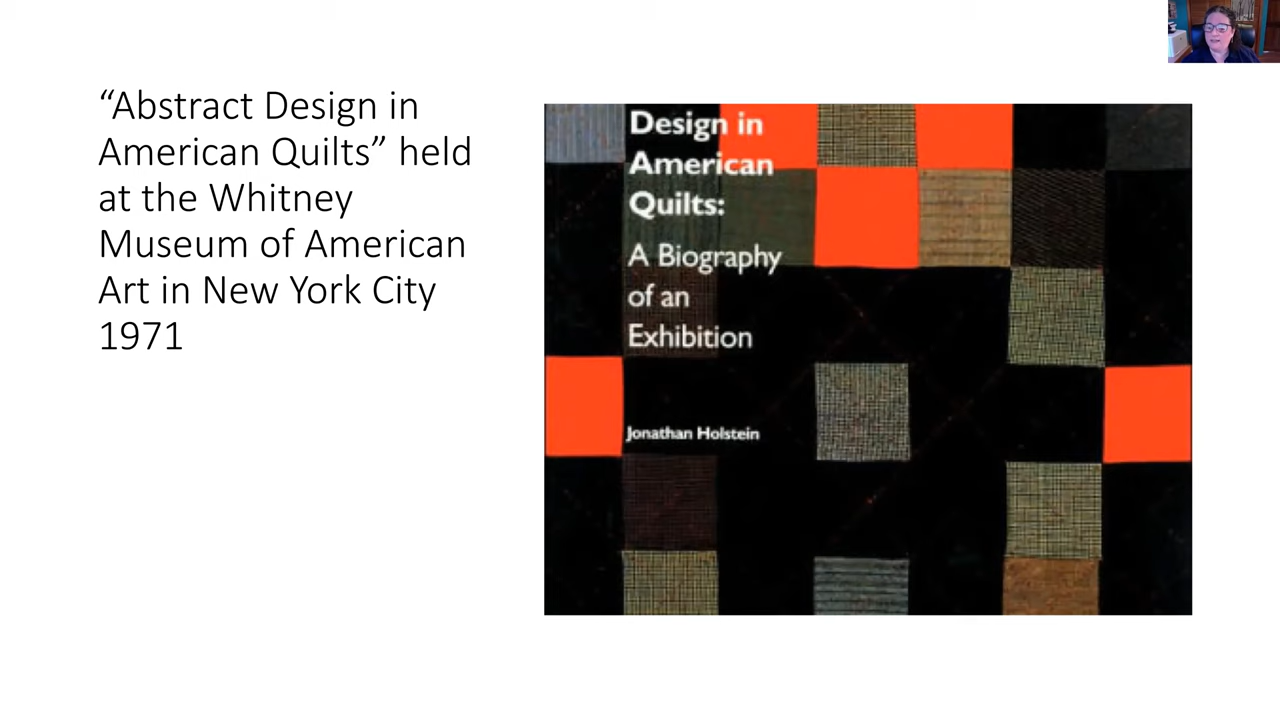 “Abstract Design in
American Quilts” held
at the Whitney
Museum of American
Art in New York City
1971
Design in
American
Quilts:
A Biography
of an
Exhibition
Jonathan Holstein